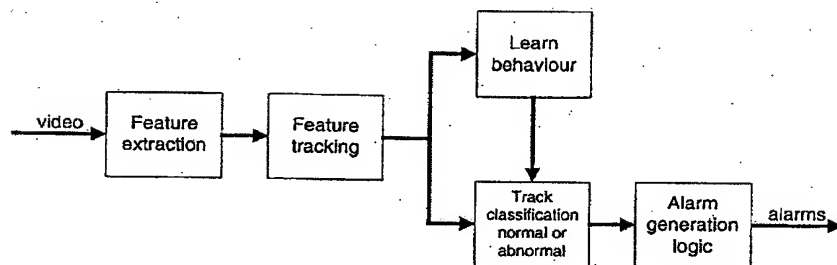 video
Feature
extraction
Feature
tracking
Learn
behaviour
Track
classification
normal or
abnormal
Alarm
generation
logic
alarms